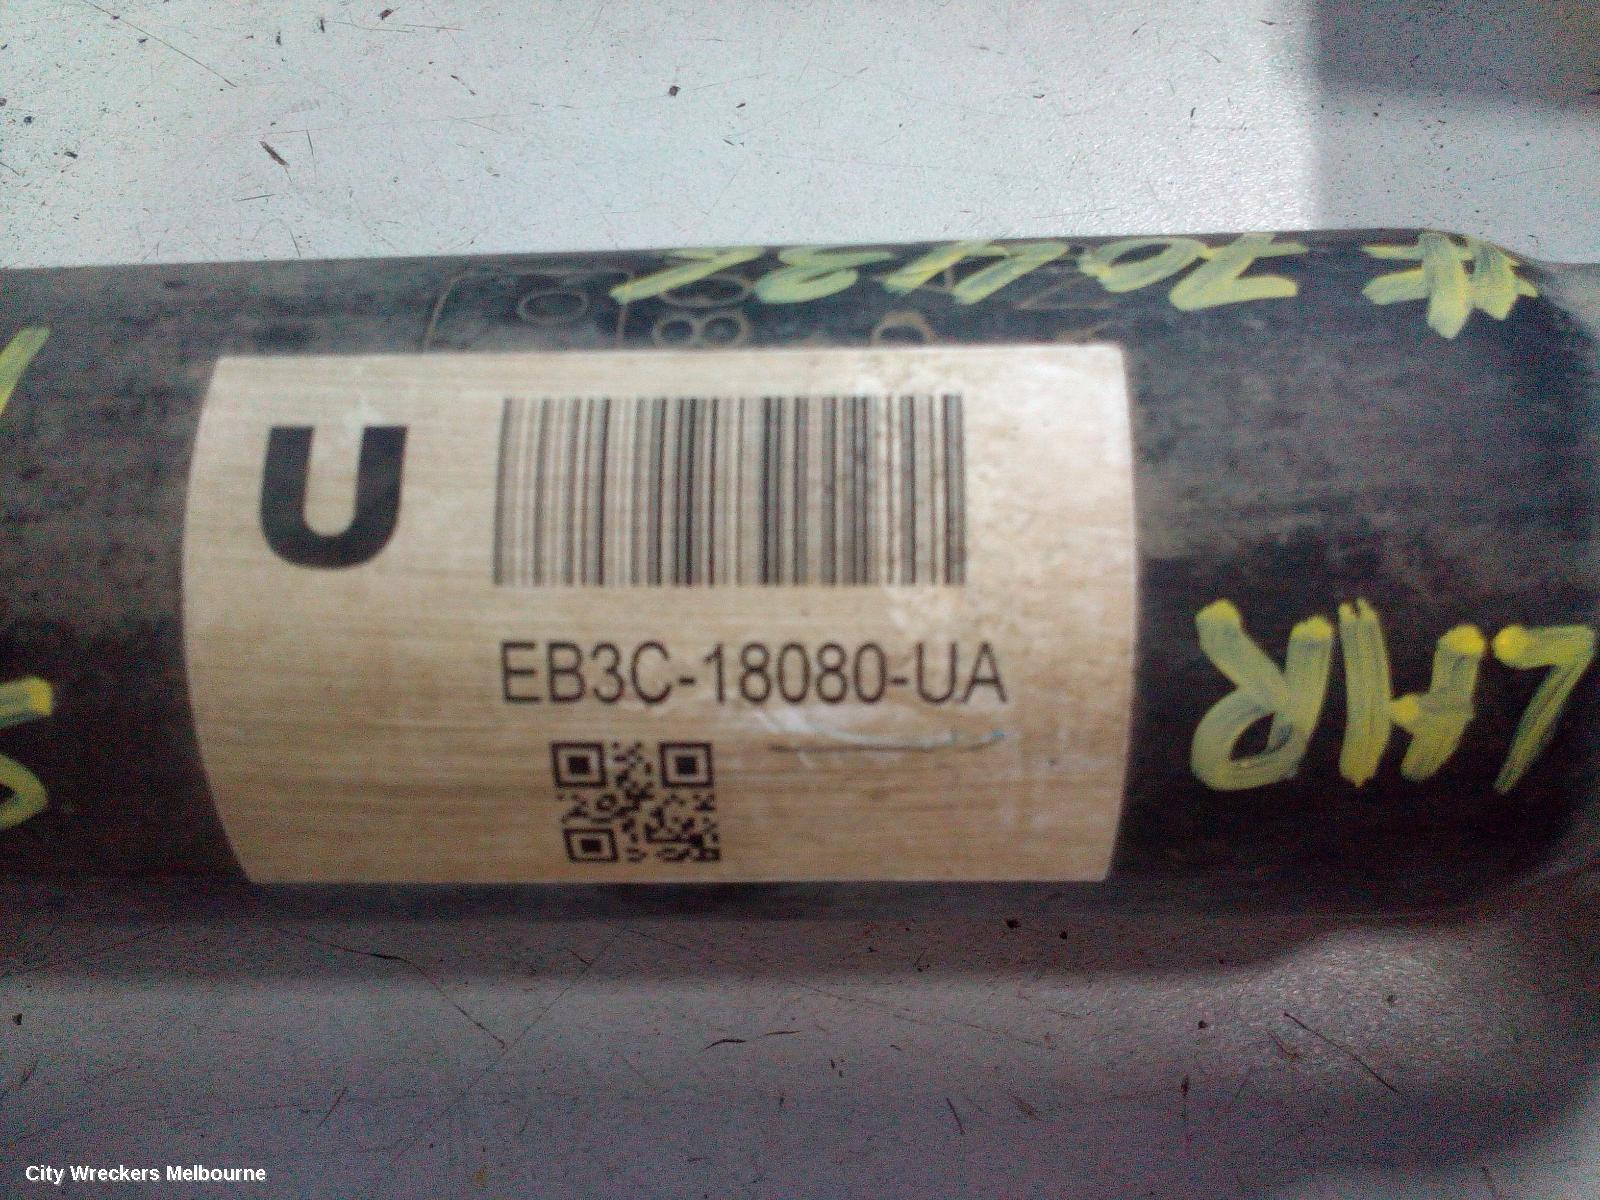 U
EB3C-18080-UA
LHR
City Wreckers Melbourne